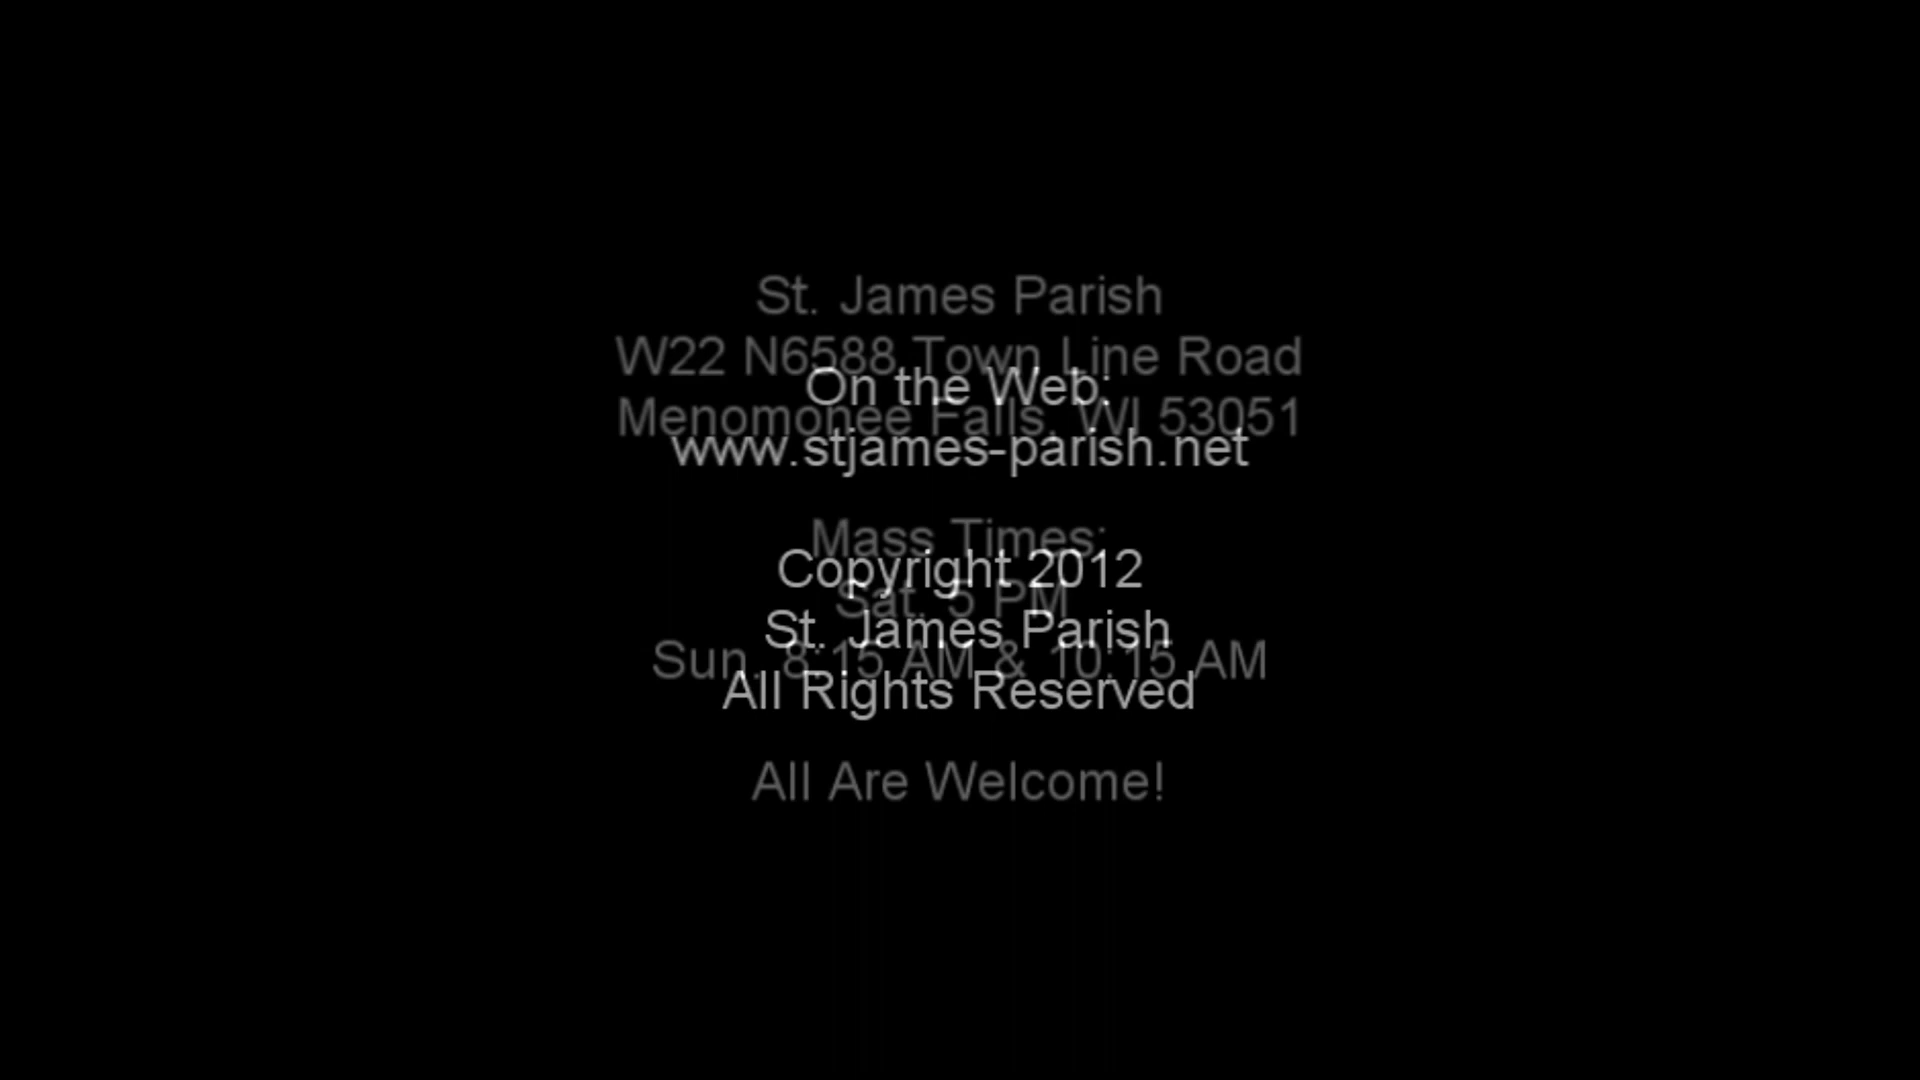 St. James Parish
W22 N6588 Town Line Road
On the Web:
Menomonee Falls, WI 53051
www.stjames-parish.net
Mass Times:
Copyright 2012
Sat. 5 PM
St. James Parish
Sun. 8:15 AM & 10:15 AM
All Rights Reserved
All Are Welcome!